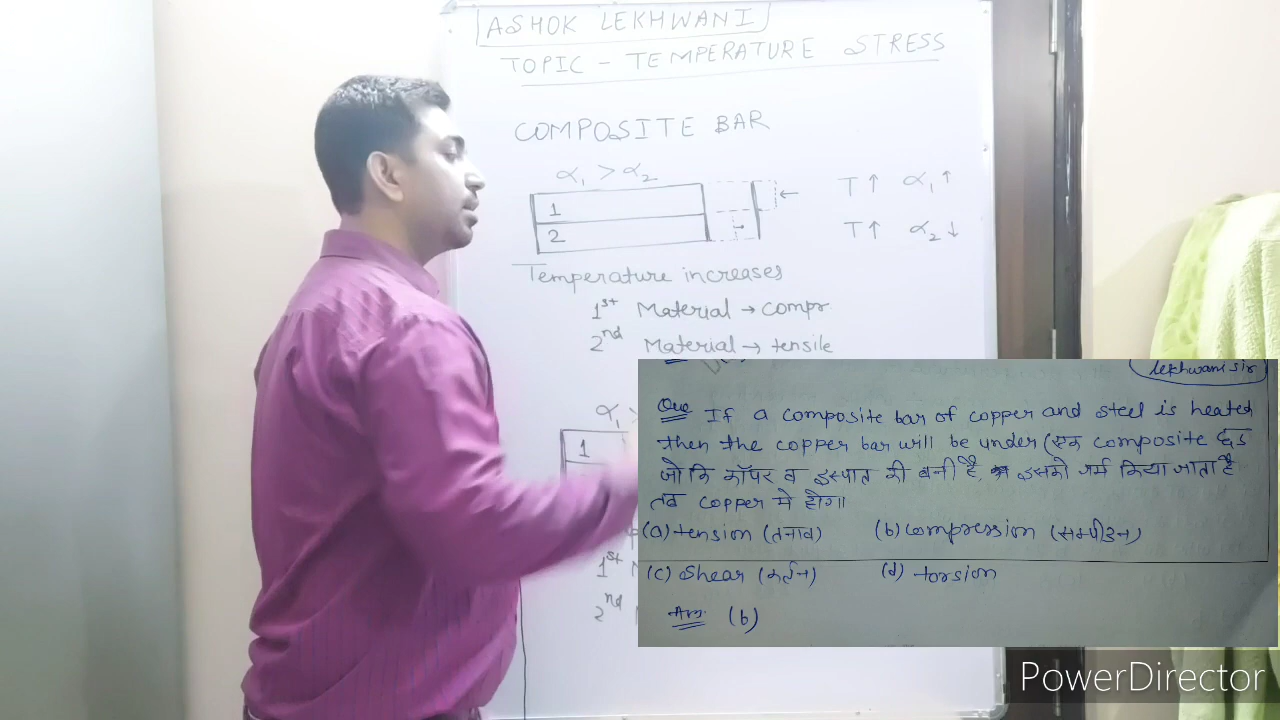 ASHOK LEKHWANI
TOPIC - TEMPERATURE STRESS
COMPOSITE BAR
α₁ > α₂
1
2
T↑ α₁↑
T↑ α₂↓
Temperature increases
1st Material → compr
2nd Material → tensile
α₁ >
1
1st
2nd
lekhwani sir
Que If a composite bar of copper and steel is heated
then the copper bar will be under (एक composite छड
जो कि कॉपर व इस्पात की बनी है, इसको गर्म किया जाता है
तब copper मे होगा।
(a) tension (तनाव) (b) compression (सम्पीडन)
(c) Shear (कर्तन) (d) torsion
Ans. (b)
PowerDirector